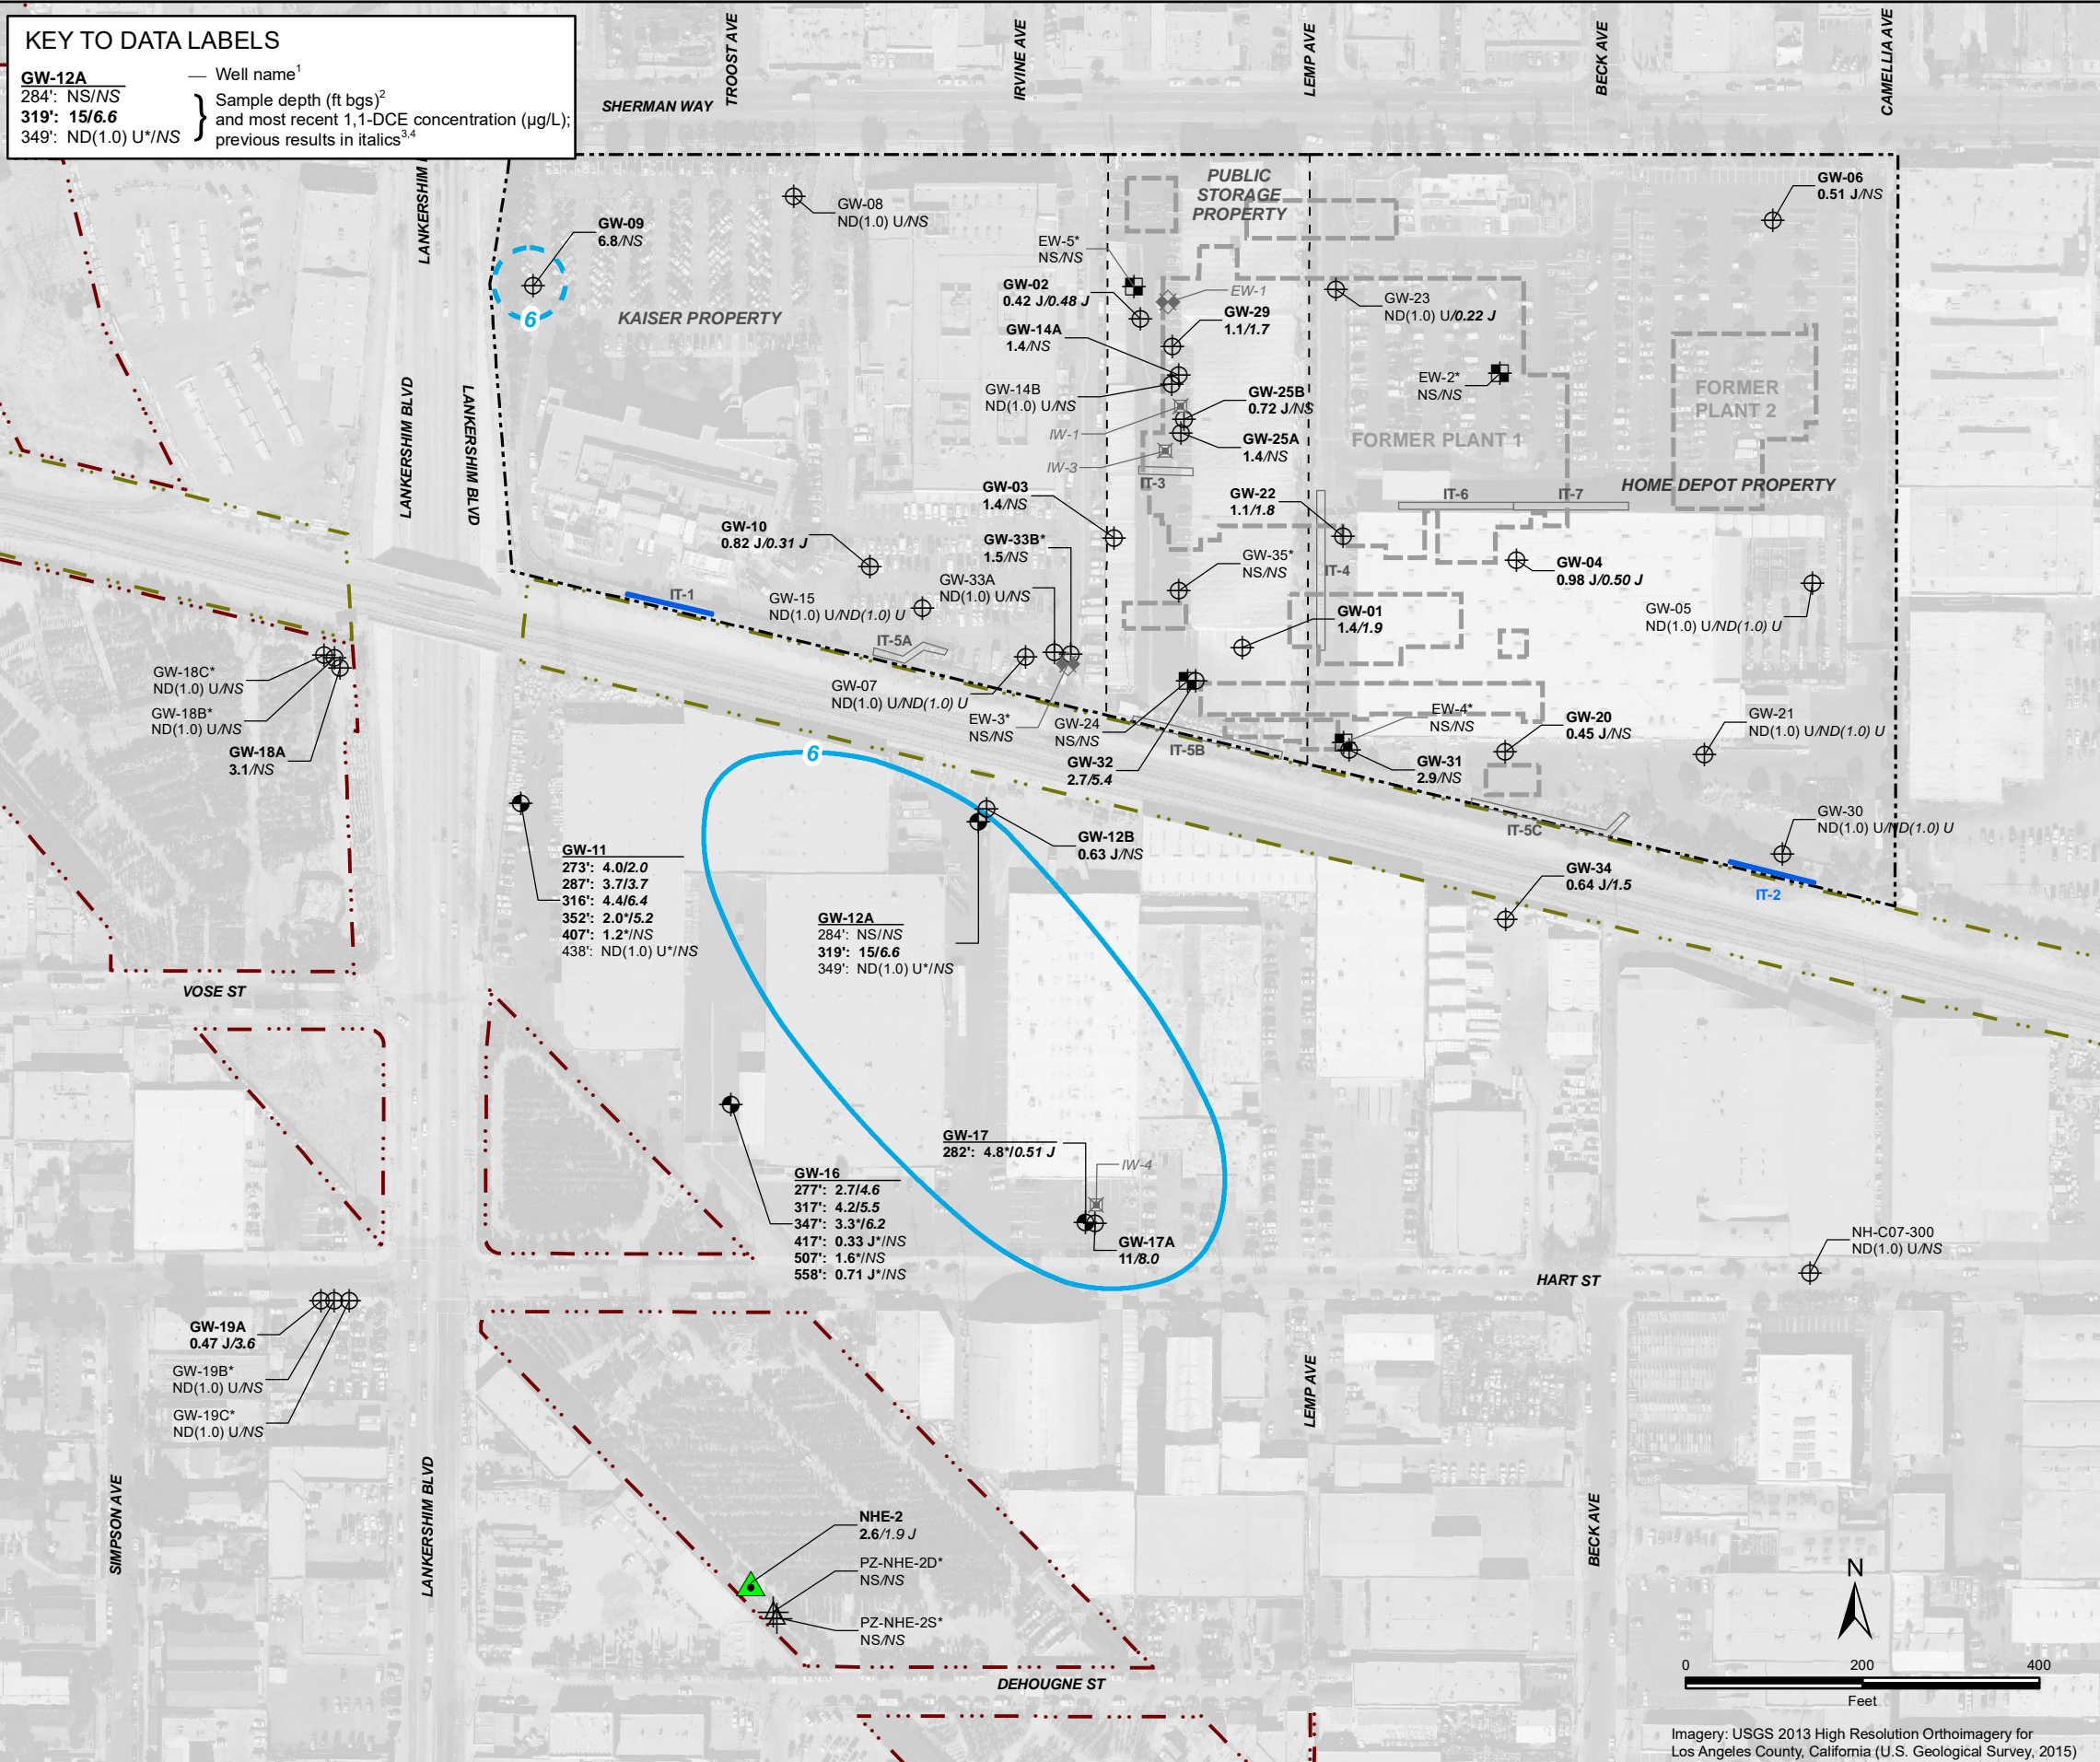 KEY TO DATA LABELS
GW-12A — Well name¹
284': NS/NS
319': 15/6.6
349': ND(1.0) U*/NS
Sample depth (ft bgs)²
and most recent 1,1-DCE concentration (µg/L);
previous results in italics³,⁴
TROOST AVE
IRVINE AVE
LEMP AVE
BECK AVE
CAMELLIA AVE
SHERMAN WAY
LANKERSHIM
LANKERSHIM BLVD
LANKERSHIM BLVD
GW-09
6.8/NS
6
GW-08
ND(1.0) U/NS
KAISER PROPERTY
PUBLIC
STORAGE
PROPERTY
GW-06
0.51 J/NS
EW-5*
NS/NS
EW-1
GW-02
0.42 J/0.48 J
GW-29
1.1/1.7
GW-14A
1.4/NS
GW-23
ND(1.0) U/0.22 J
GW-14B
ND(1.0) U/NS
GW-25B
0.72 J/NS
EW-2*
NS/NS
FORMER
PLANT 2
IW-1
GW-25A
1.4/NS
FORMER PLANT 1
IW-3
IT-3
HOME DEPOT PROPERTY
GW-03
1.4/NS
GW-22
1.1/1.8
IT-6
IT-7
GW-10
0.82 J/0.31 J
GW-33B*
1.5/NS
GW-35*
NS/NS
IT-4
GW-04
0.98 J/0.50 J
GW-33A
ND(1.0) U/NS
IT-1
GW-15
ND(1.0) U/ND(1.0) U
GW-01
1.4/1.9
GW-05
ND(1.0) U/ND(1.0) U
IT-5A
GW-18C*
ND(1.0) U/NS
GW-18B*
ND(1.0) U/NS
GW-18A
3.1/NS
GW-07
ND(1.0) U/ND(1.0) U
EW-3*
NS/NS
GW-24
NS/NS
IT-5B
GW-32
2.7/5.4
EW-4*
NS/NS
GW-31
2.9/NS
GW-20
0.45 J/NS
GW-21
ND(1.0) U/ND(1.0) U
6
IT-5C
GW-30
ND(1.0) U/ND(1.0) U
IT-2
GW-12B
0.63 J/NS
GW-34
0.64 J/1.5
GW-11
273': 4.0/2.0
287': 3.7/3.7
316': 4.4/6.4
352': 2.0*/5.2
407': 1.2*/NS
438': ND(1.0) U*/NS
GW-12A
284': NS/NS
319': 15/6.6
349': ND(1.0) U*/NS
VOSE ST
GW-17
282': 4.8*/0.51 J
IW-4
GW-16
277': 2.7/4.6
317': 4.2/5.5
347': 3.3*/6.2
417': 0.33 J*/NS
507': 1.6*/NS
558': 0.71 J*/NS
GW-17A
11/8.0
NH-C07-300
ND(1.0) U/NS
HART ST
GW-19A
0.47 J/3.6
GW-19B*
ND(1.0) U/NS
GW-19C*
ND(1.0) U/NS
SIMPSON AVE
LANKERSHIM BLVD
LEMP AVE
BECK AVE
NHE-2
2.6/1.9 J
PZ-NHE-2D*
NS/NS
PZ-NHE-2S*
NS/NS
DEHOUGNE ST
N
0 200 400
Feet
Imagery: USGS 2013 High Resolution Orthoimagery for
Los Angeles County, California (U.S. Geological Survey, 2015)